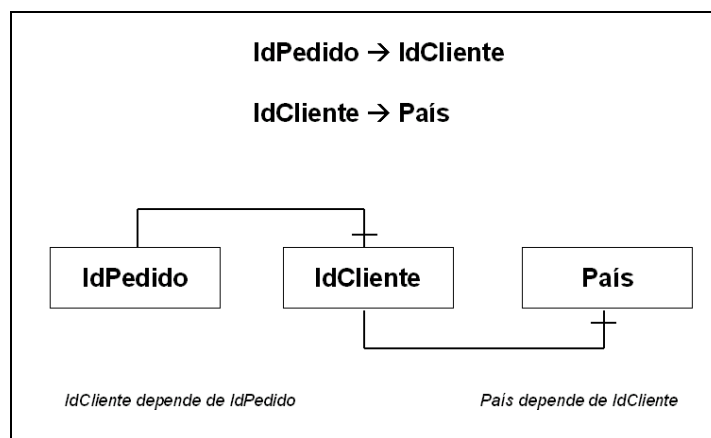 IdPedido → IdCliente
IdCliente → País
IdPedido IdCliente País
IdCliente depende de IdPedido País depende de IdCliente